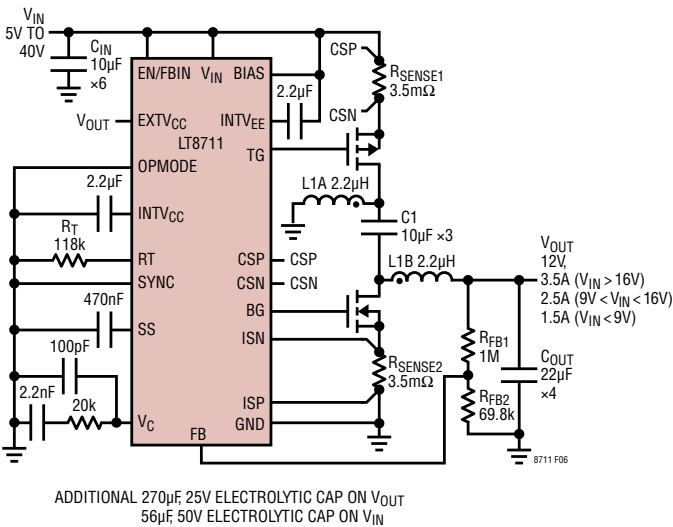 VIN
5V TO
40V
CIN
10µF
×6
EN/FBIN VIN BIAS
CSP
RSENSE1
3.5mΩ
CSN
2.2µF
VOUT
EXTVCC
INTVEE
LT8711
TG
OPMODE
L1A 2.2µH
2.2µF
INTVCC
C1
10µF ×3
RT
118k
RT
CSP CSP
L1B 2.2µH
VOUT
12V,
3.5A (VIN > 16V)
2.5A (9V < VIN < 16V)
1.5A (VIN < 9V)
SYNC
CSN CSN
470nF
SS
BG
ISN
100pF
RFB1
1M
COUT
22µF
×4
RSENSE2
3.5mΩ
2.2nF
20k
ISP
RFB2
69.8k
VC
FB
GND
8711 F06
ADDITIONAL 270µF, 25V ELECTROLYTIC CAP ON VOUT
56µF, 50V ELECTROLYTIC CAP ON VIN